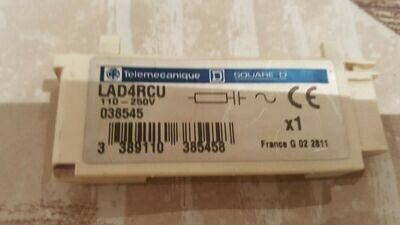 Telemecanique D SQUARE D
LAD4RCU
110-250V
038545
CE
x1
France G 02 2811
3 389110 385458